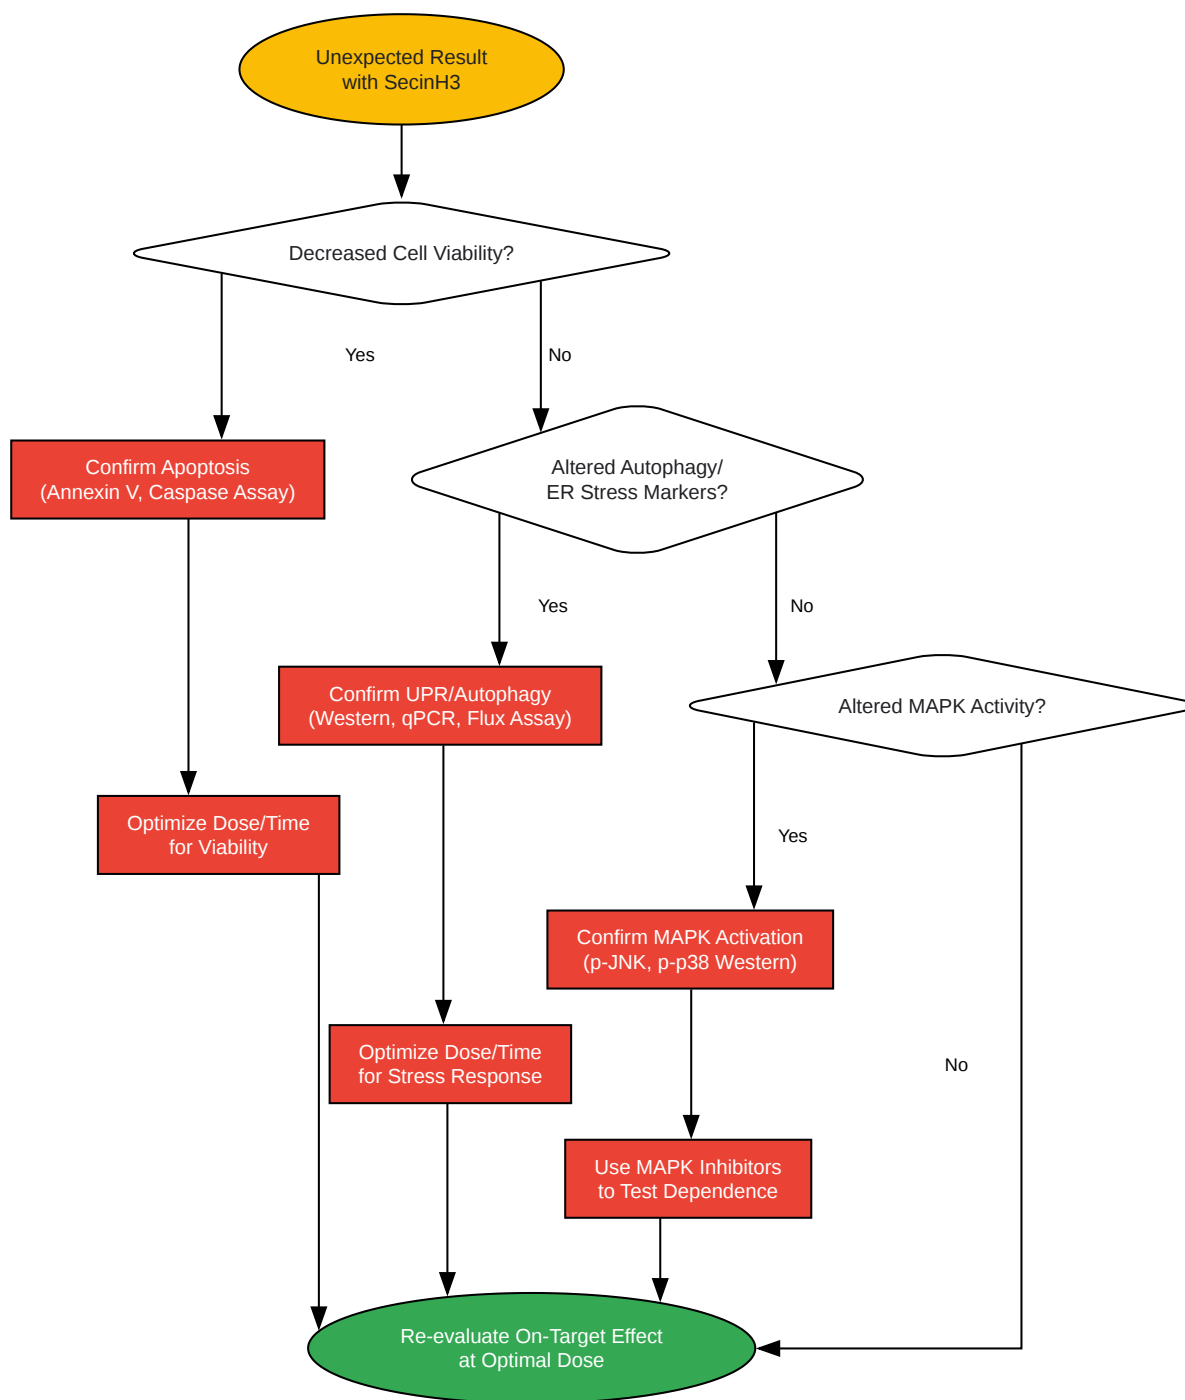 Unexpected Result
with SecinH3
Decreased Cell Viability?
Yes
No
Confirm Apoptosis
(Annexin V, Caspase Assay)
Altered Autophagy/
ER Stress Markers?
Yes
No
Confirm UPR/Autophagy
(Western, qPCR, Flux Assay)
Altered MAPK Activity?
Optimize Dose/Time
for Viability
Yes
Confirm MAPK Activation
(p-JNK, p-p38 Western)
Optimize Dose/Time
for Stress Response
No
Use MAPK Inhibitors
to Test Dependence
Re-evaluate On-Target Effect
at Optimal Dose